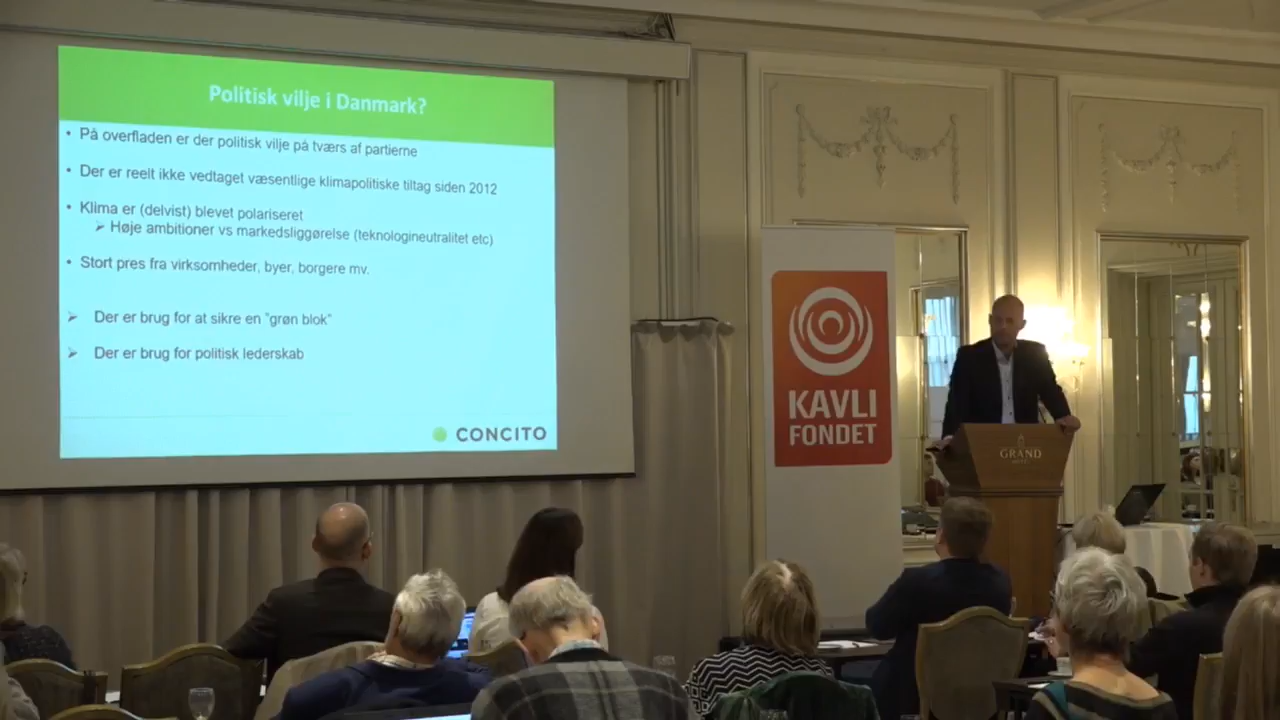 Politisk vilje i Danmark?
• På overfladen er der politisk vilje på tværs af partierne
• Der er reelt ikke vedtaget væsentlige klimapolitiske tiltag siden 2012
• Klima er (delvist) blevet polariseret
➢ Høje ambitioner vs markedsliggørelse (teknologineutralitet etc)
• Stort pres fra virksomheder, byer, borgere mv.
➢ Der er brug for at sikre en "grøn blok"
➢ Der er brug for politisk lederskab
CONCITO
KAVLI
FONDET
GRAND
HOTEL